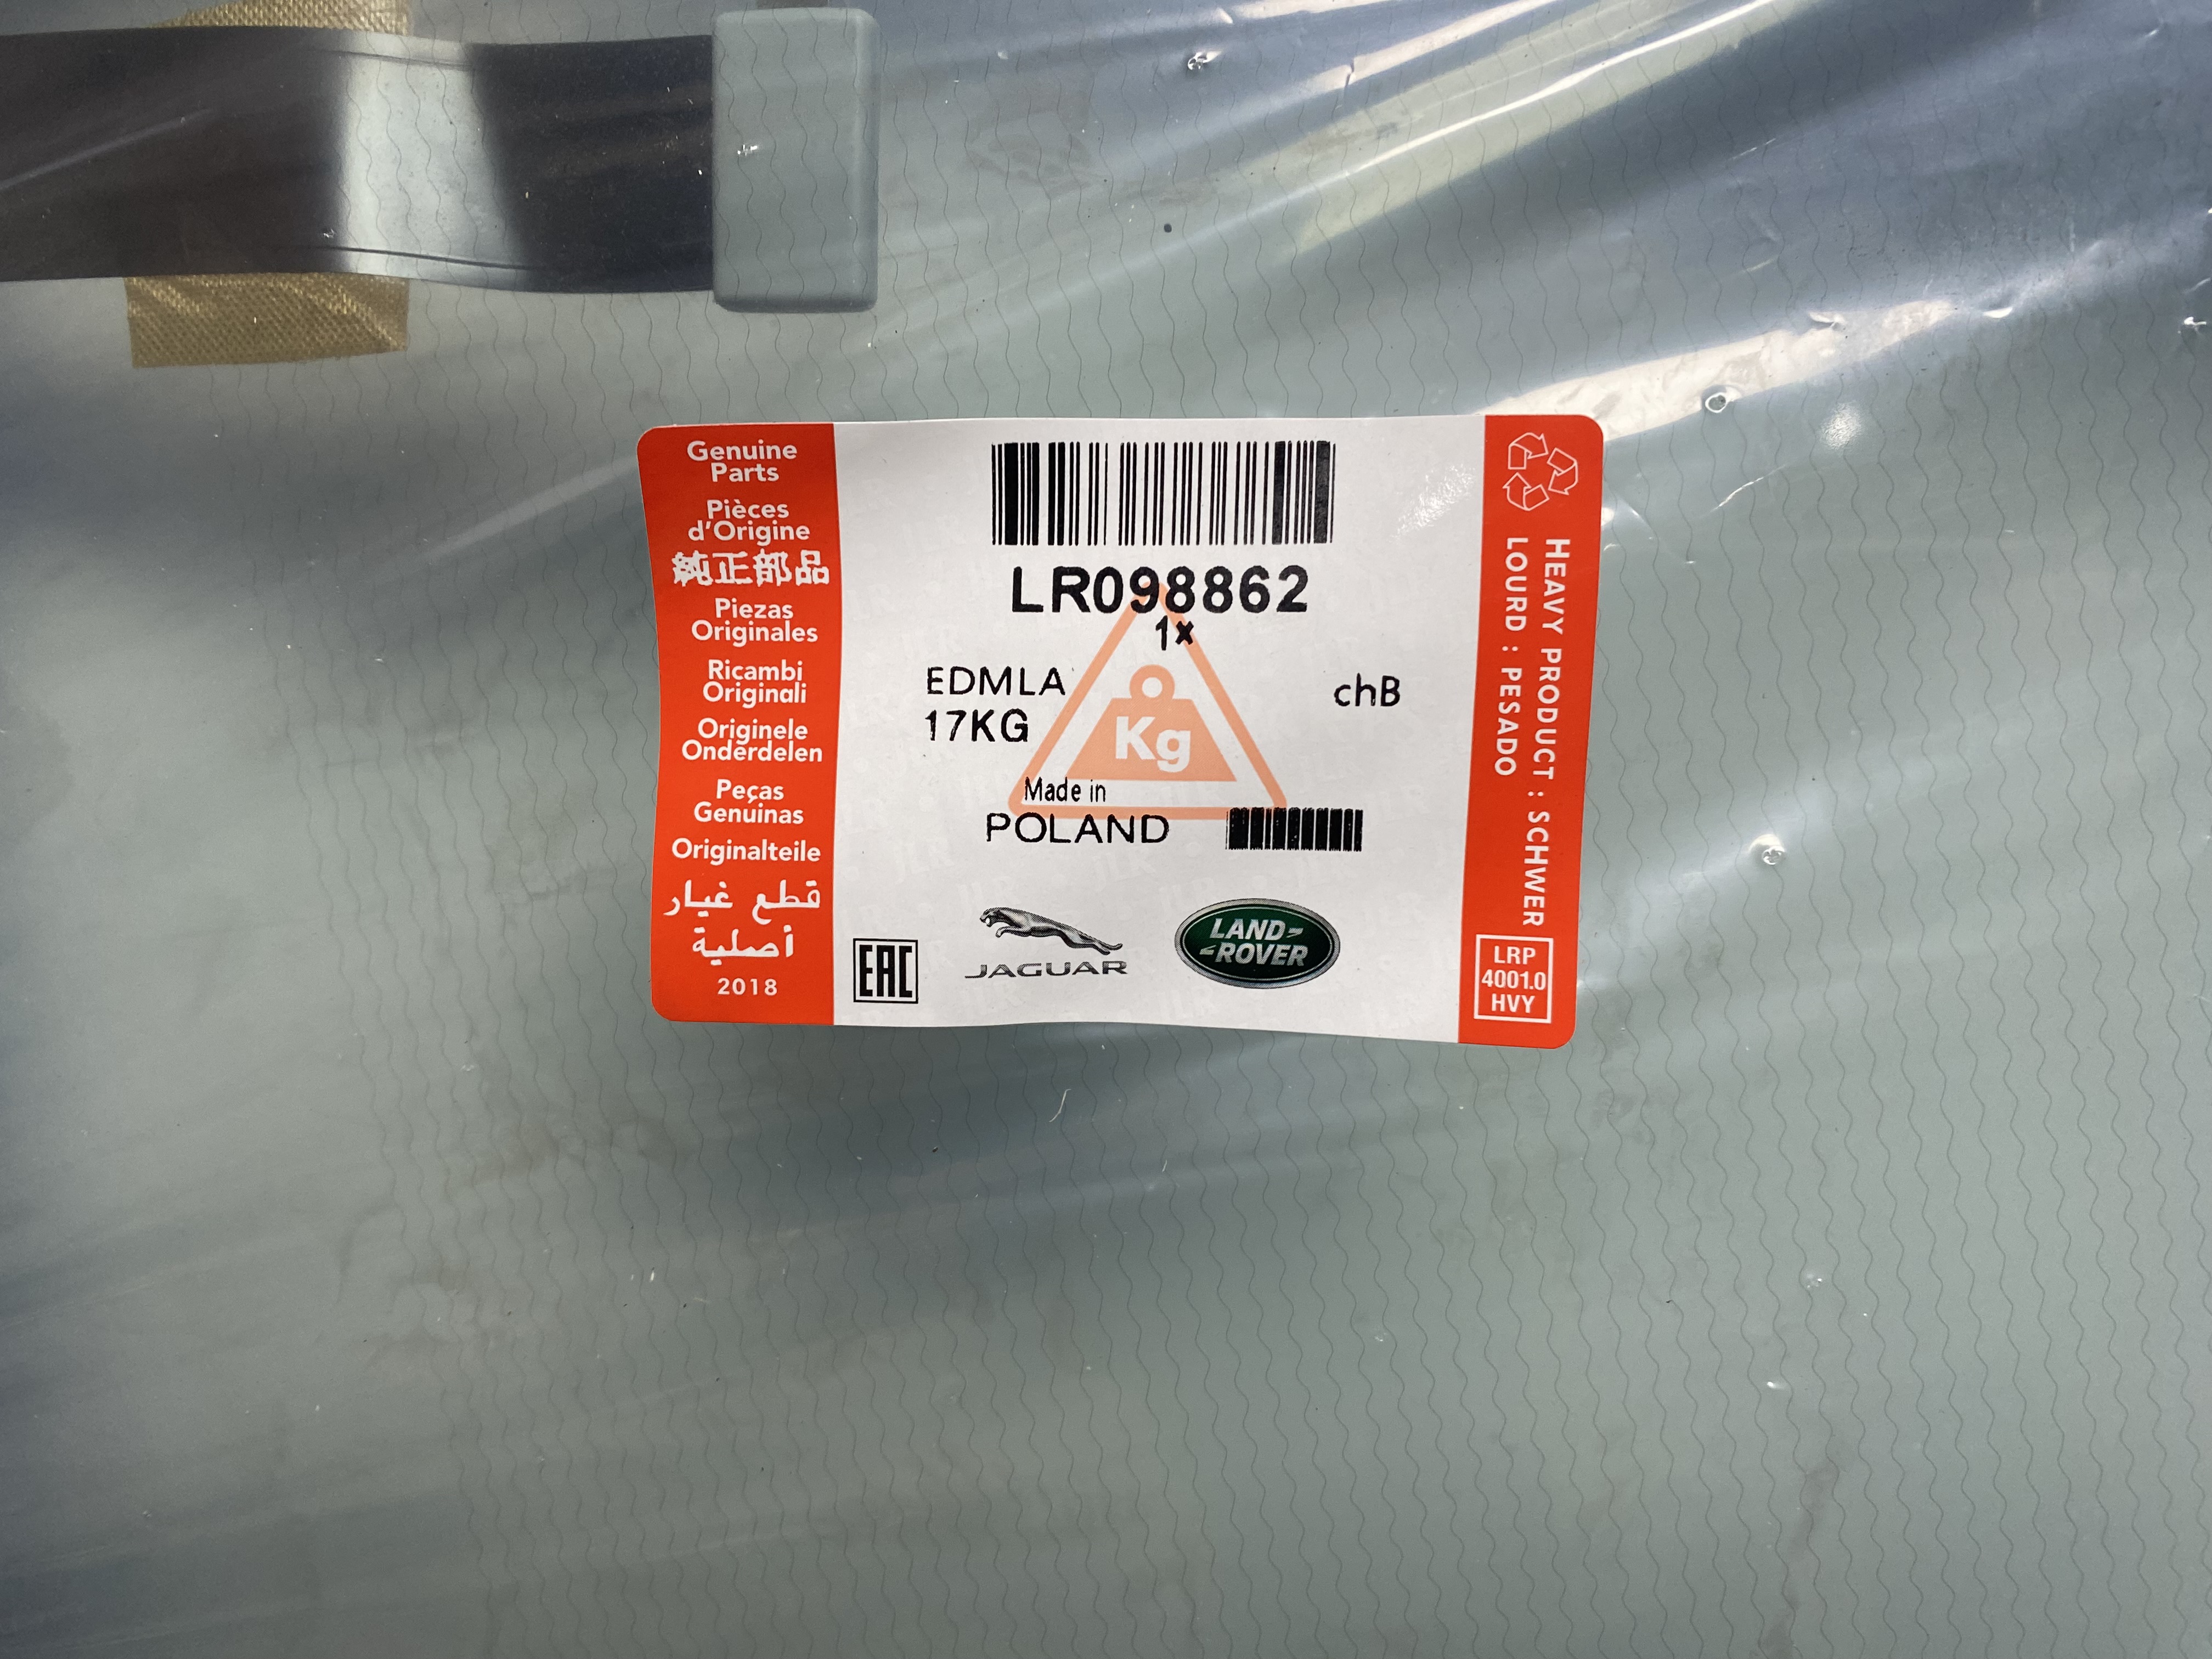 Genuine
Parts
Pièces
d'Origine
純正部品
Piezas
Originales
Ricambi
Originali
Originele
Onderdelen
Peças
Genuinas
Originalteile
قطع غيار
أصلية
2018
LR098862
1x
EDMLA
17KG
chB
Kg
Made in
POLAND
EAC
JAGUAR
LAND-
-ROVER
HEAVY PRODUCT : SCHWER
LOURD : PESADO
LRP
4001.0
HVY